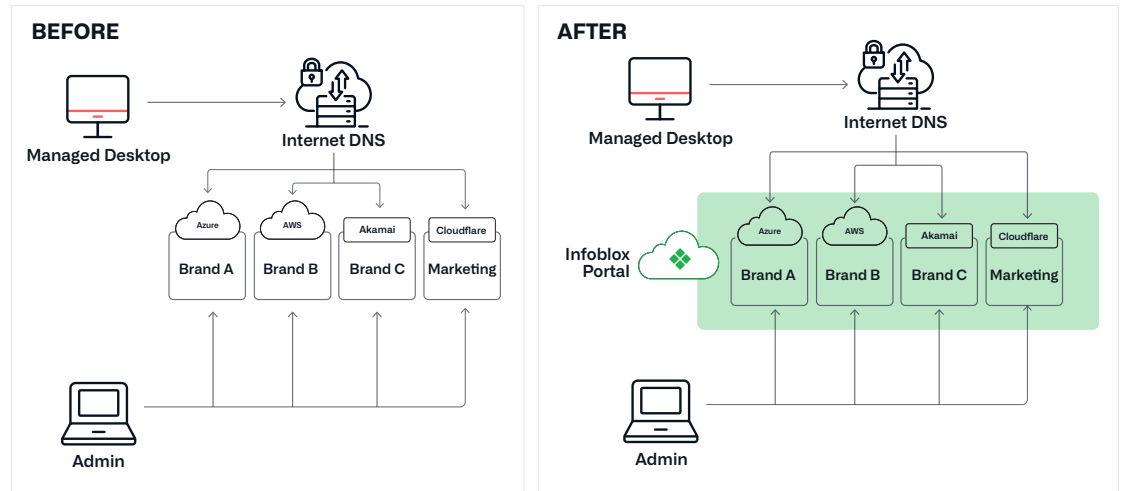 BEFORE
Managed Desktop
Internet DNS
Azure
AWS
Akamai
Cloudflare
Brand A
Brand B
Brand C
Marketing
Admin
AFTER
Managed Desktop
Internet DNS
Infoblox
Portal
Azure
AWS
Akamai
Cloudflare
Brand A
Brand B
Brand C
Marketing
Admin